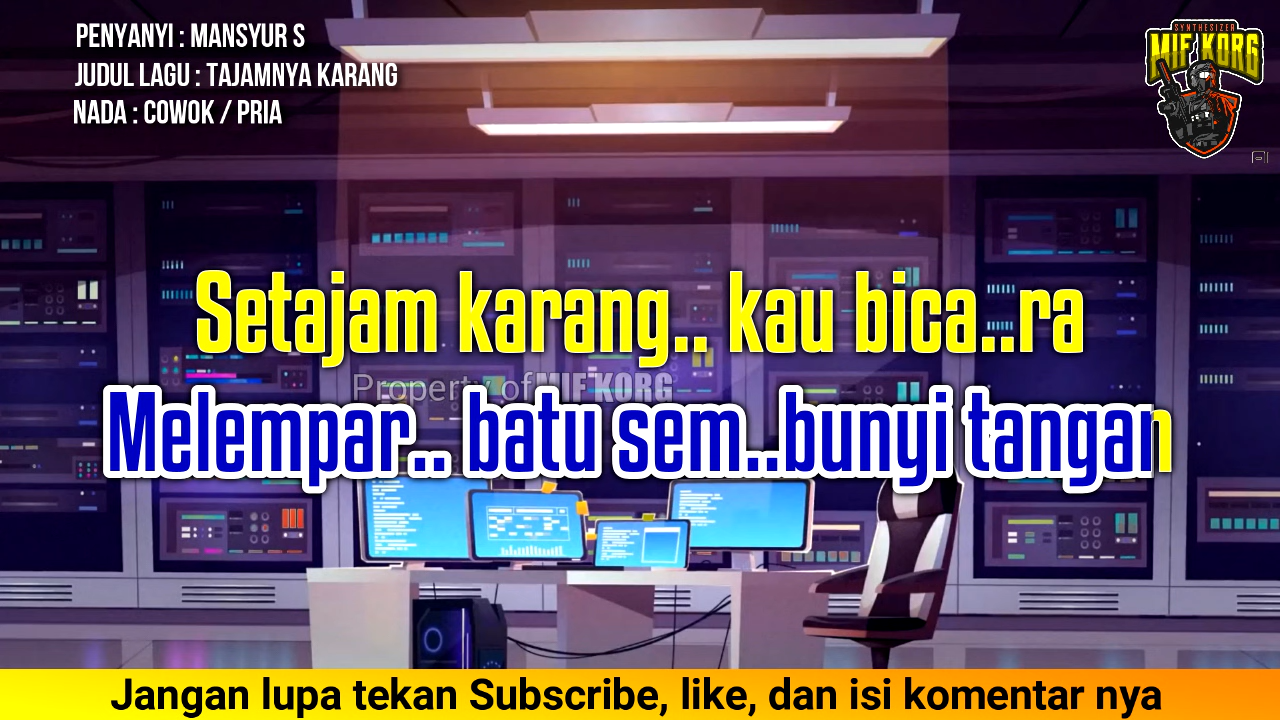 PENYANYI : MANSYUR S
JUDUL LAGU : TAJAMNYA KARANG
NADA : COWOK / PRIA
SYNTHESIZER
MIF KORG
Setajam karang.. kau bica..ra
Property of MIF KORG
Melempar.. batu sem..bunyi tangan
Jangan lupa tekan Subscribe, like, dan isi komentar nya